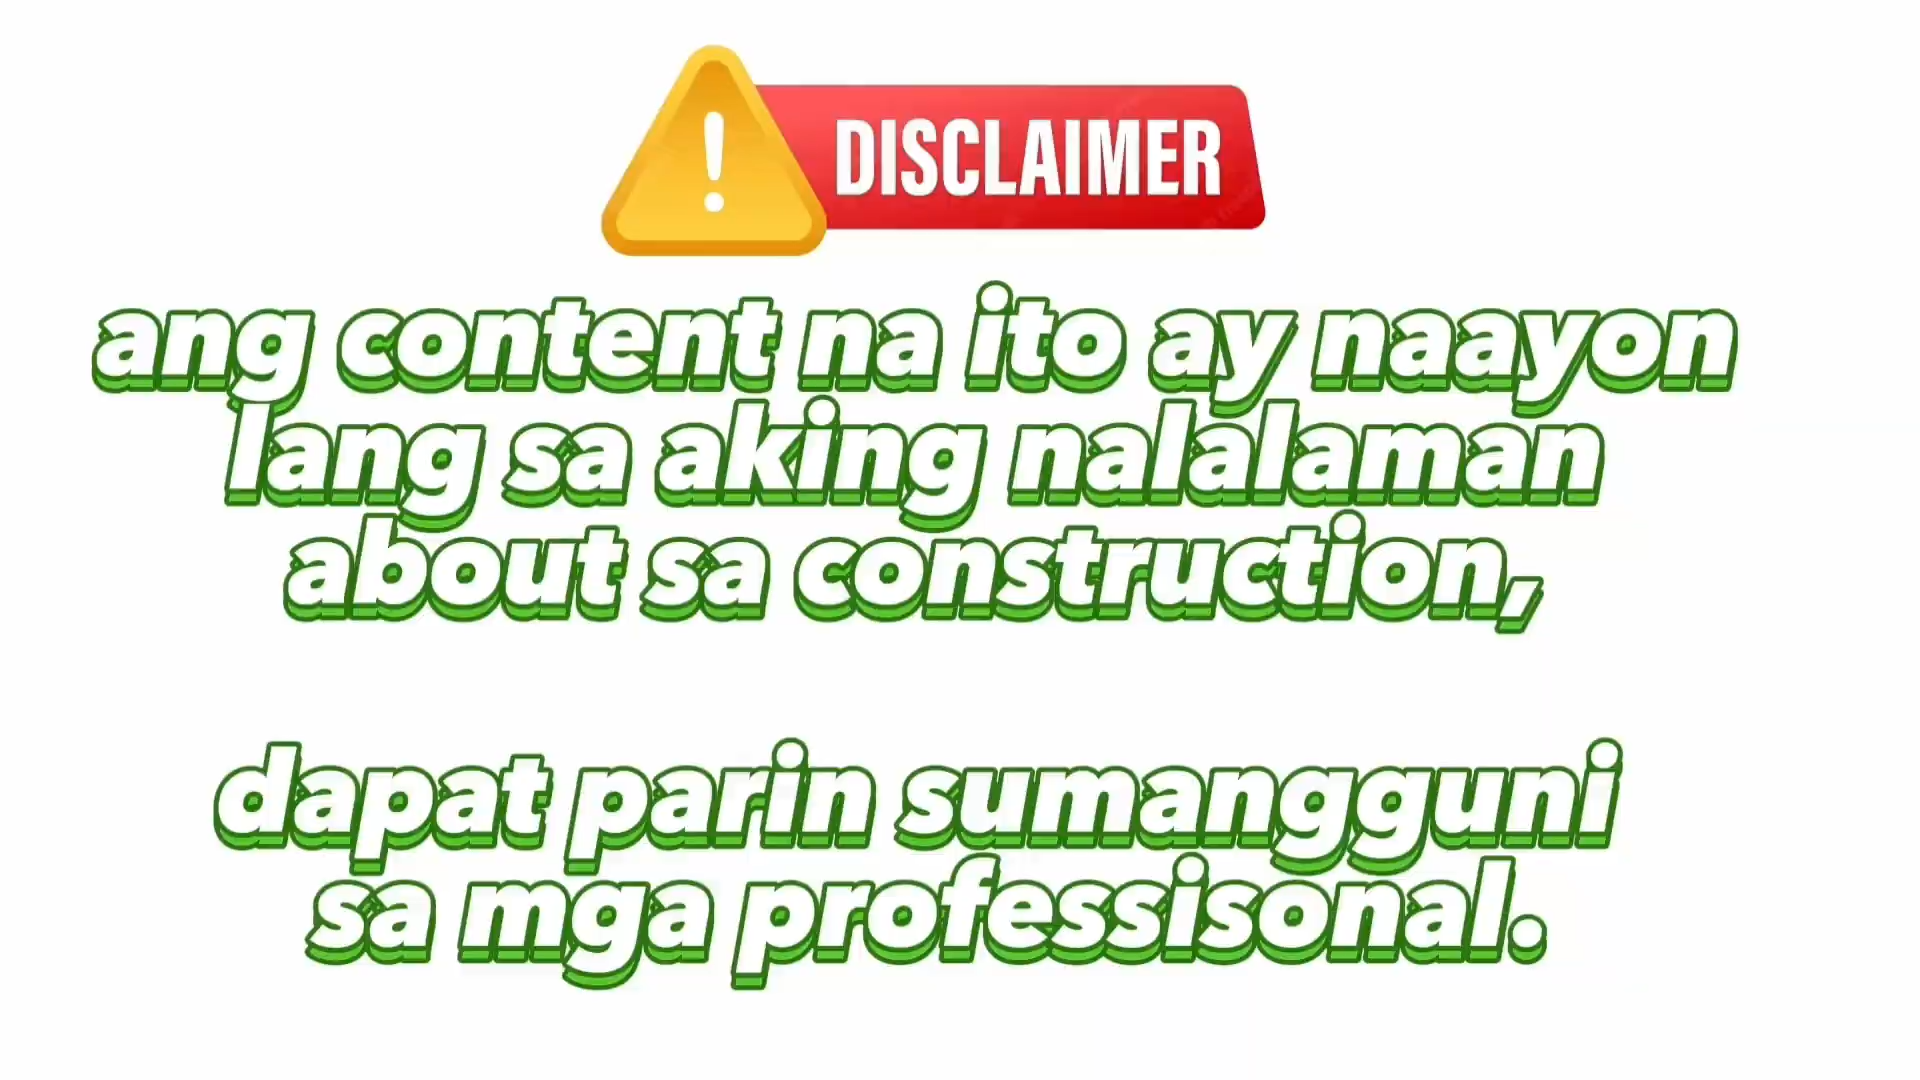 DISCLAIMER
ang content na ito ay naayon
lang sa aking nalalaman
about sa construction,
dapat parin sumangguni
sa mga professisonal.